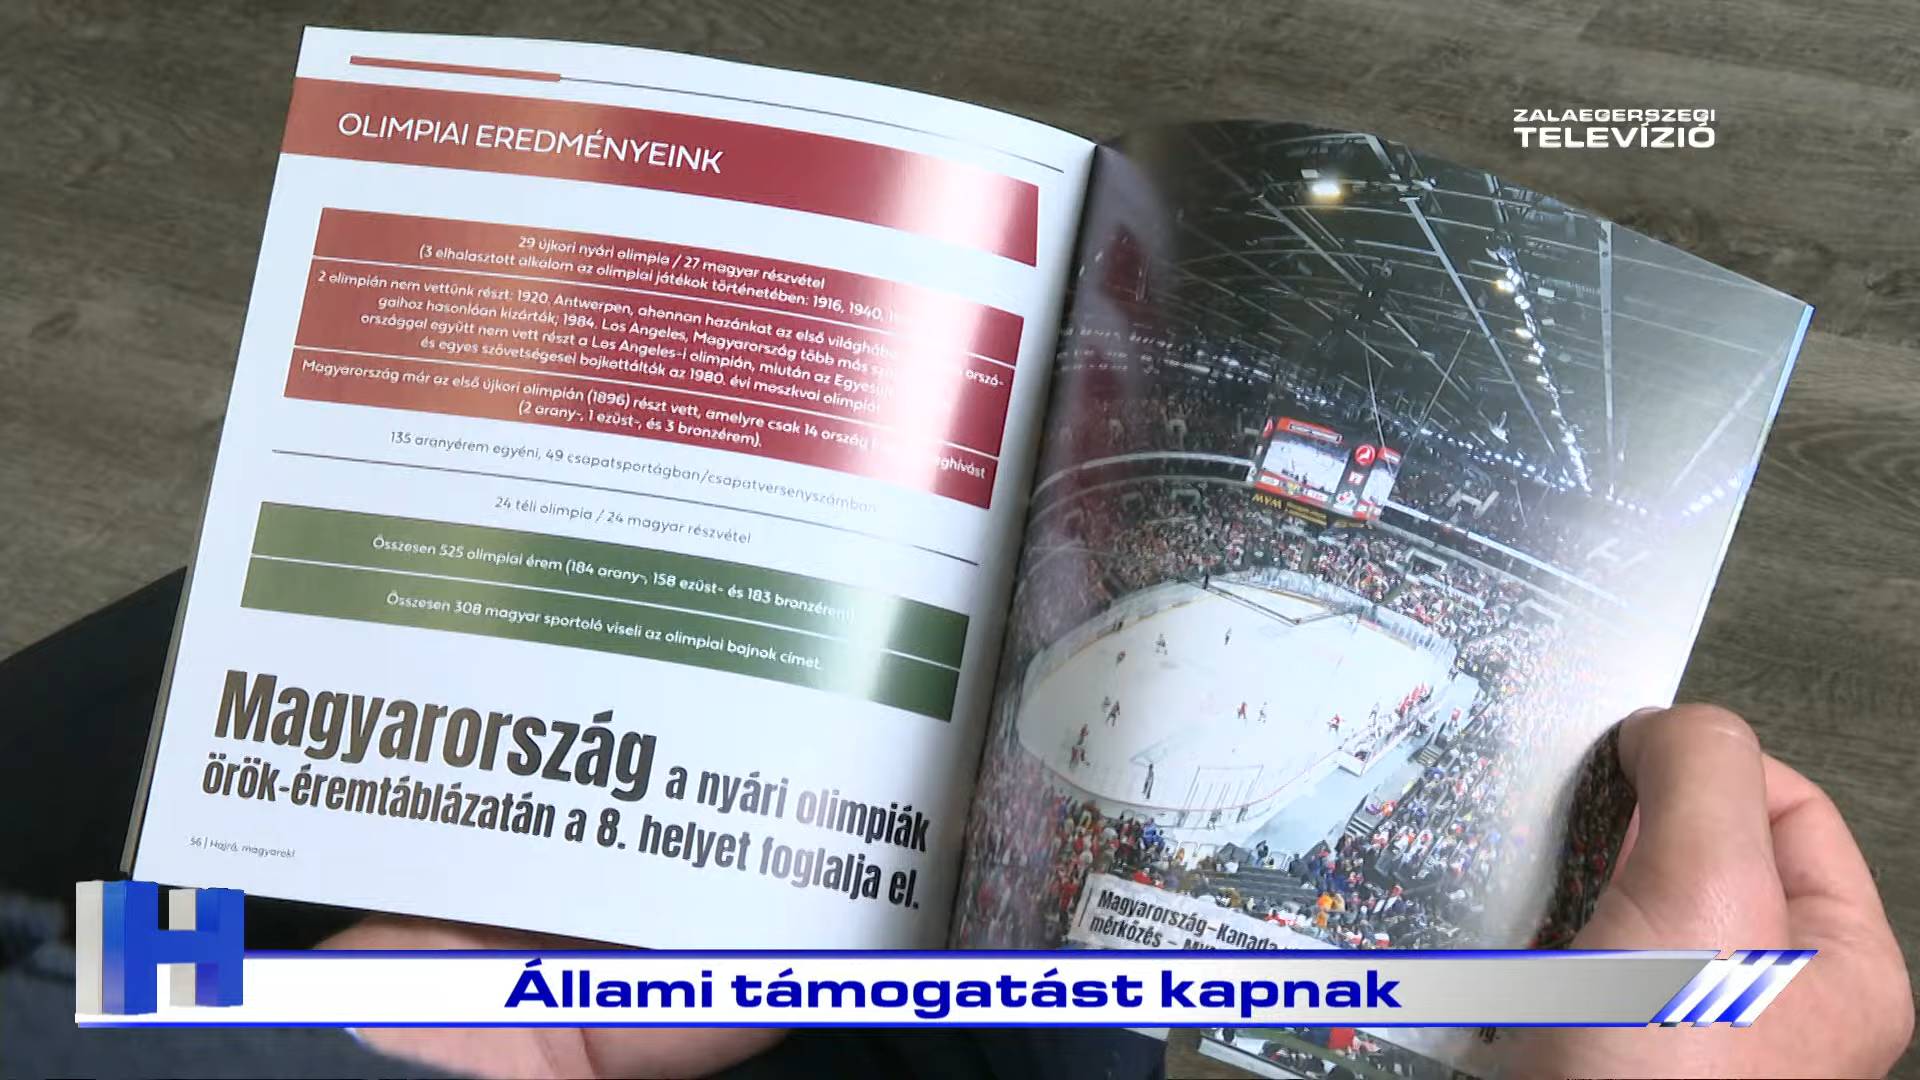 OLIMPIAI EREDMÉNYEINK
29 újkori nyári olimpia / 27 magyar részvétel
(3 elhalasztott alkalom az olimpiai játékok történetében: 1916, 1940,
2 olimpián nem vettünk részt: 1920, Antwerpen, ahonnan hazánkat az első orszá-
gaihoz hasonlóan kizárták; 1984. Los Angeles, Magyarország több más
országgal együtt nem vett részt a Los Angeles-i olimpián, miután az
és egyes szövetségesei bojkottálták az 1980. évi moszkvai
Magyarország már az első újkori olimpián (1896) részt vett, amelyre csak 14 ország
(2 arany-, 1 ezüst-, és 3 bronzérem).
135 aranyérem egyéni, 49 csapatsportágban/csapatversenyszámban
24 téli olimpia / 24 magyar részvétel
Összesen 525 olimpiai érem (184 arany-, 158 ezüst- és 183 bronzérem)
Összesen 308 magyar sportoló viseli az olimpiai bajnok címet.
Magyarország a nyári olimpiák
örök-éremtáblázatán a 8. helyet foglalja el.
56 | Hajrá, magyarok!
ZALAEGERSZEGI
TELEVÍZIÓ
MVM
Magyarország–Kanada
mérkőzés –
H
Állami támogatást kapnak